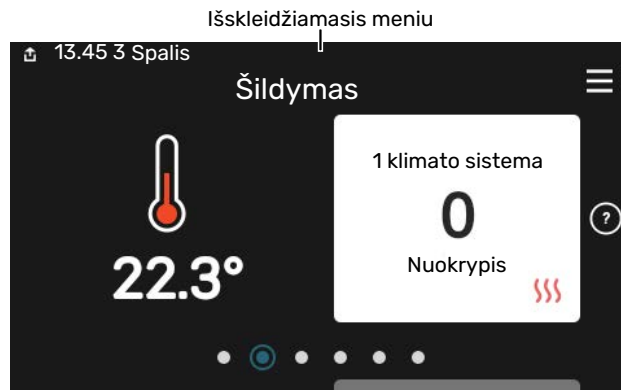 Išskleidžiamasis meniu
13.45 3 Spalis
Šildymas
1 klimato sistema
0
Nuokrypis
22.3°
?